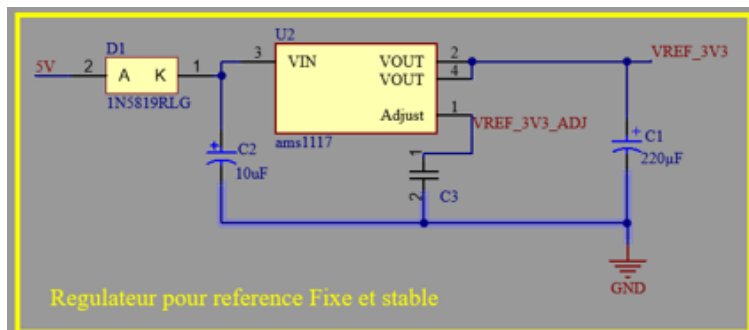 D1
U2
5V
2
A K
1
3
VIN
VOUT
2
VREF_3V3
VOUT
4
1N5819RLG
Adjust
1
VREF_3V3_ADJ
ams1117
C2
10uF
1
2
C3
C1
220µF
GND
Regulateur pour reference Fixe et stable